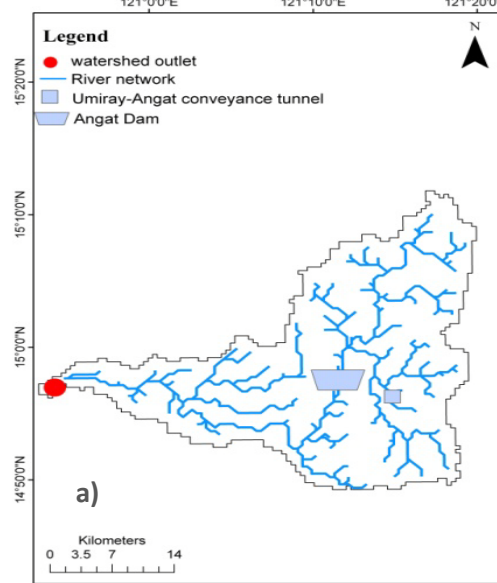 121°0'0"E 121°10'0"E 121°20'0"E
Legend
watershed outlet
River network
Umiray-Angat conveyance tunnel
Angat Dam
N
15°20'0"N
15°10'0"N
15°0'0"N
14°50'0"N
a)
Kilometers
0 3.5 7 14